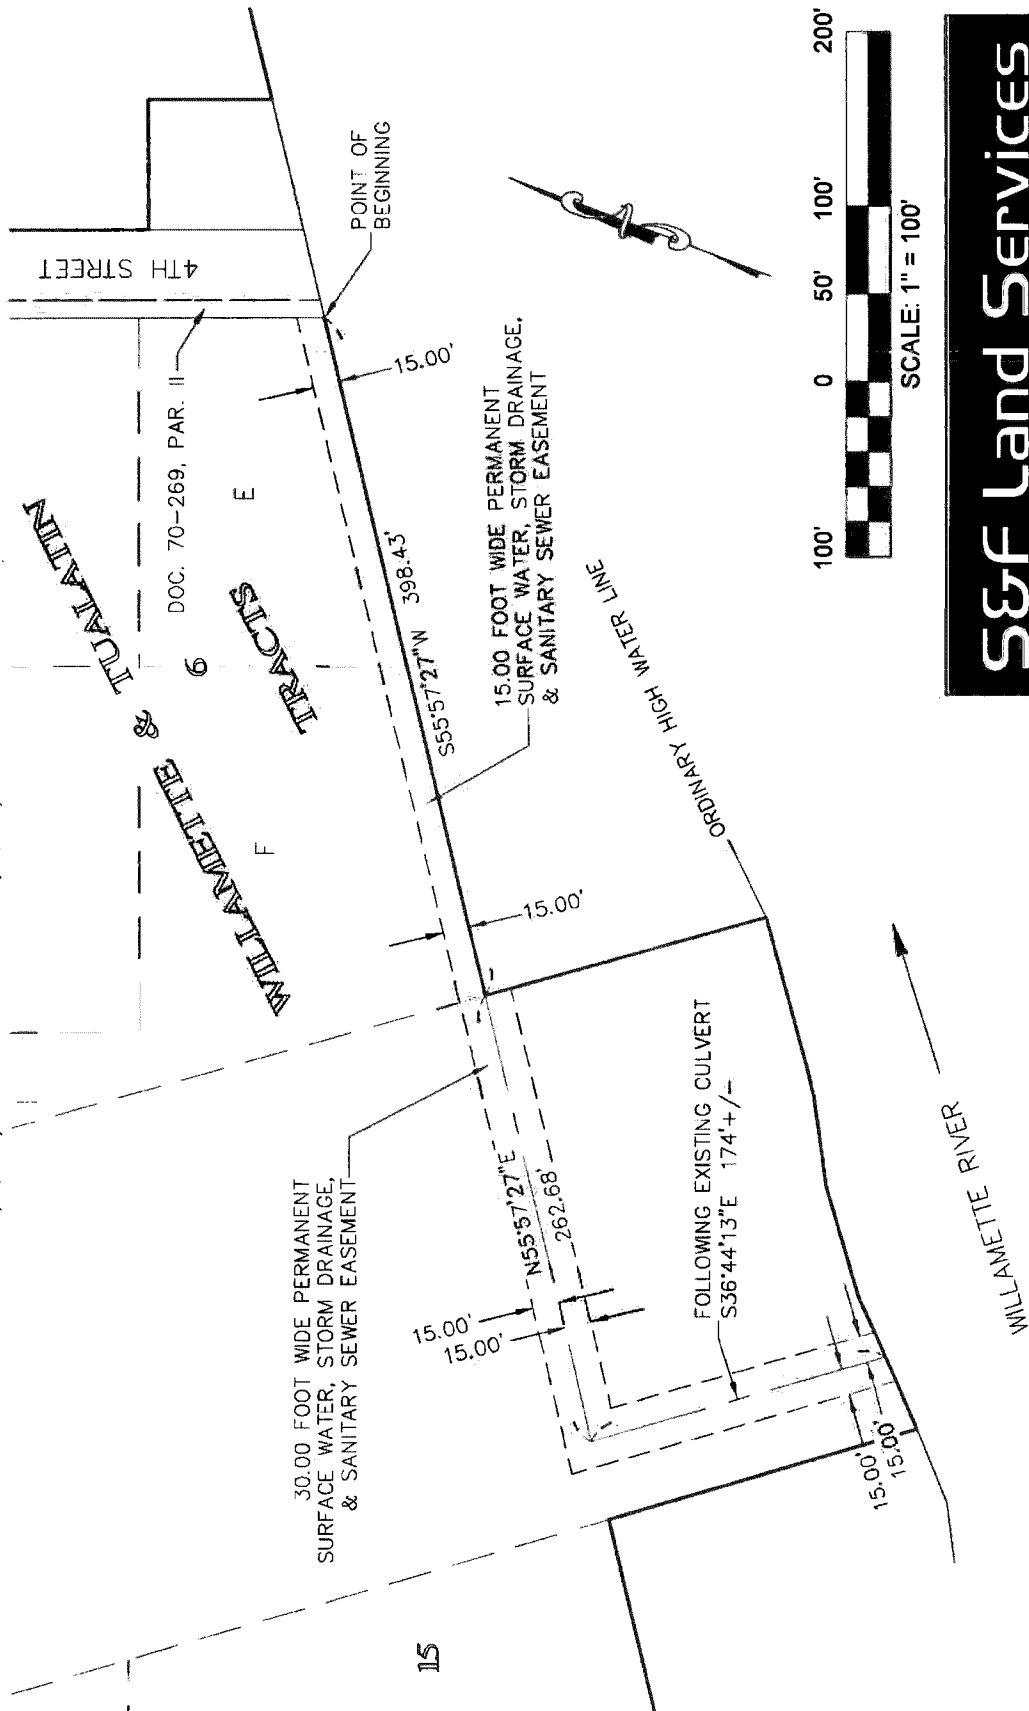 4TH STREET
POINT OF
BEGINNING
DOC. 70-269, PAR. II
WILLAMETTE & TUALATIN
TRACTS
6
E
F
15.00'
S55°57'27"W 398.43'
15.00 FOOT WIDE PERMANENT
SURFACE WATER, STORM DRAINAGE,
& SANITARY SEWER EASEMENT
15.00'
ORDINARY HIGH WATER LINE
30.00 FOOT WIDE PERMANENT
SURFACE WATER, STORM DRAINAGE,
& SANITARY SEWER EASEMENT
N55°57'27"E
262.68'
15.00'
15.00'
FOLLOWING EXISTING CULVERT
S36°44'13"E 174'+/-
15.00'
15.00'
WILLAMETTE RIVER
15
100' 0 50' 100' 200'
SCALE: 1" = 100'
S&F Land Services